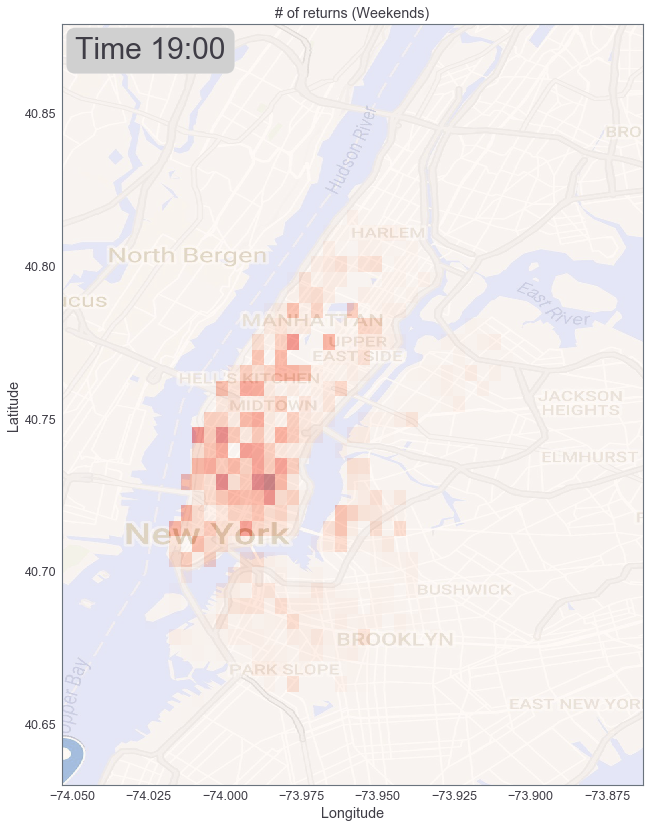 # of returns (Weekends)
Time 19:00
40.85
BRO
Hudson River
HARLEM
40.80
North Bergen
East River
UCUS
MANHATTAN
UPPER
EAST SIDE
HELL'S KITCHEN
JACKSON
HEIGHTS
MIDTOWN
40.75
Latitude
ELMHURST
New York
40.70
BUSHWICK
BROOKLYN
PARK SLOPE
pper Bay
EAST NEW YOR
40.65
−74.050
−74.025
−74.000
−73.975
−73.950
−73.925
−73.900
−73.875
Longitude